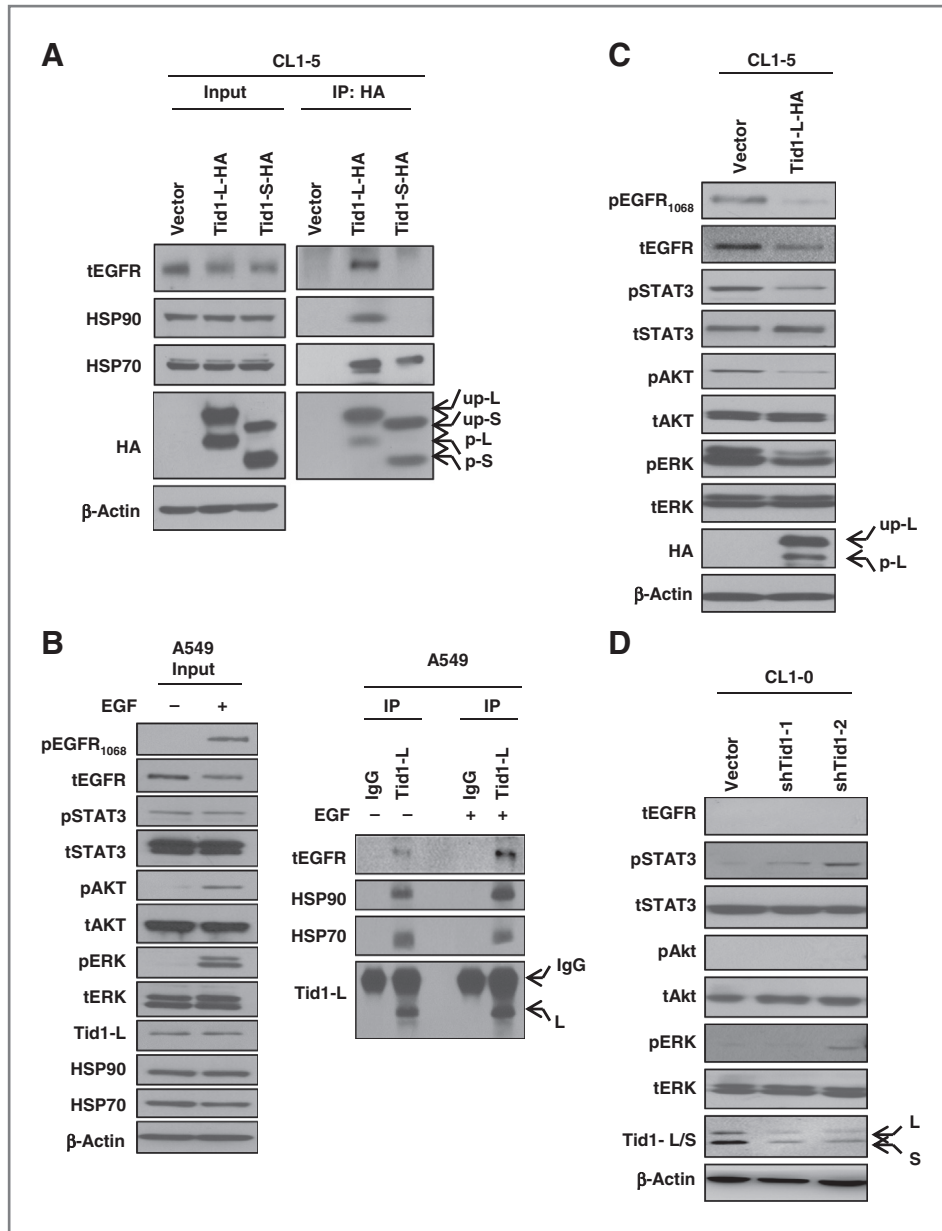 A
CL1-5
Input
IP: HA
Vector
Tid1-L-HA
Tid1-S-HA
Vector
Tid1-L-HA
Tid1-S-HA
tEGFR
HSP90
HSP70
HA
up-L
up-S
p-L
p-S
β-Actin
B
A549
Input
EGF – +
pEGFR1068
tEGFR
pSTAT3
tSTAT3
pAKT
tAKT
pERK
tERK
Tid1-L
HSP90
HSP70
β-Actin
A549
IP IP
IgG
Tid1-L
IgG
Tid1-L
EGF – – + +
tEGFR
HSP90
HSP70
Tid1-L
IgG
L
C
CL1-5
Vector
Tid1-L-HA
pEGFR1068
tEGFR
pSTAT3
tSTAT3
pAKT
tAKT
pERK
tERK
HA
up-L
p-L
β-Actin
D
CL1-0
Vector
shTid1-1
shTid1-2
tEGFR
pSTAT3
tSTAT3
pAkt
tAkt
pERK
tERK
Tid1- L/S
L
S
β-Actin